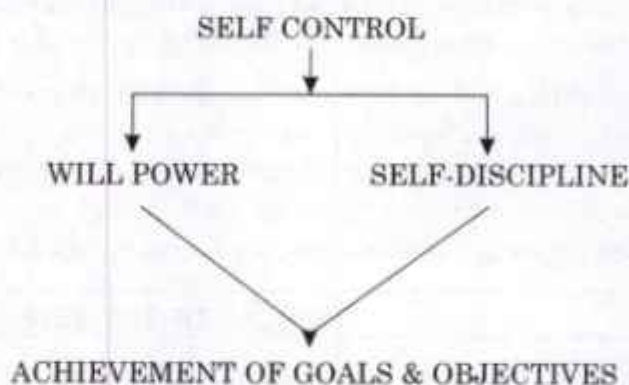 SELF CONTROL
WILL POWER SELF-DISCIPLINE
ACHIEVEMENT OF GOALS & OBJECTIVES